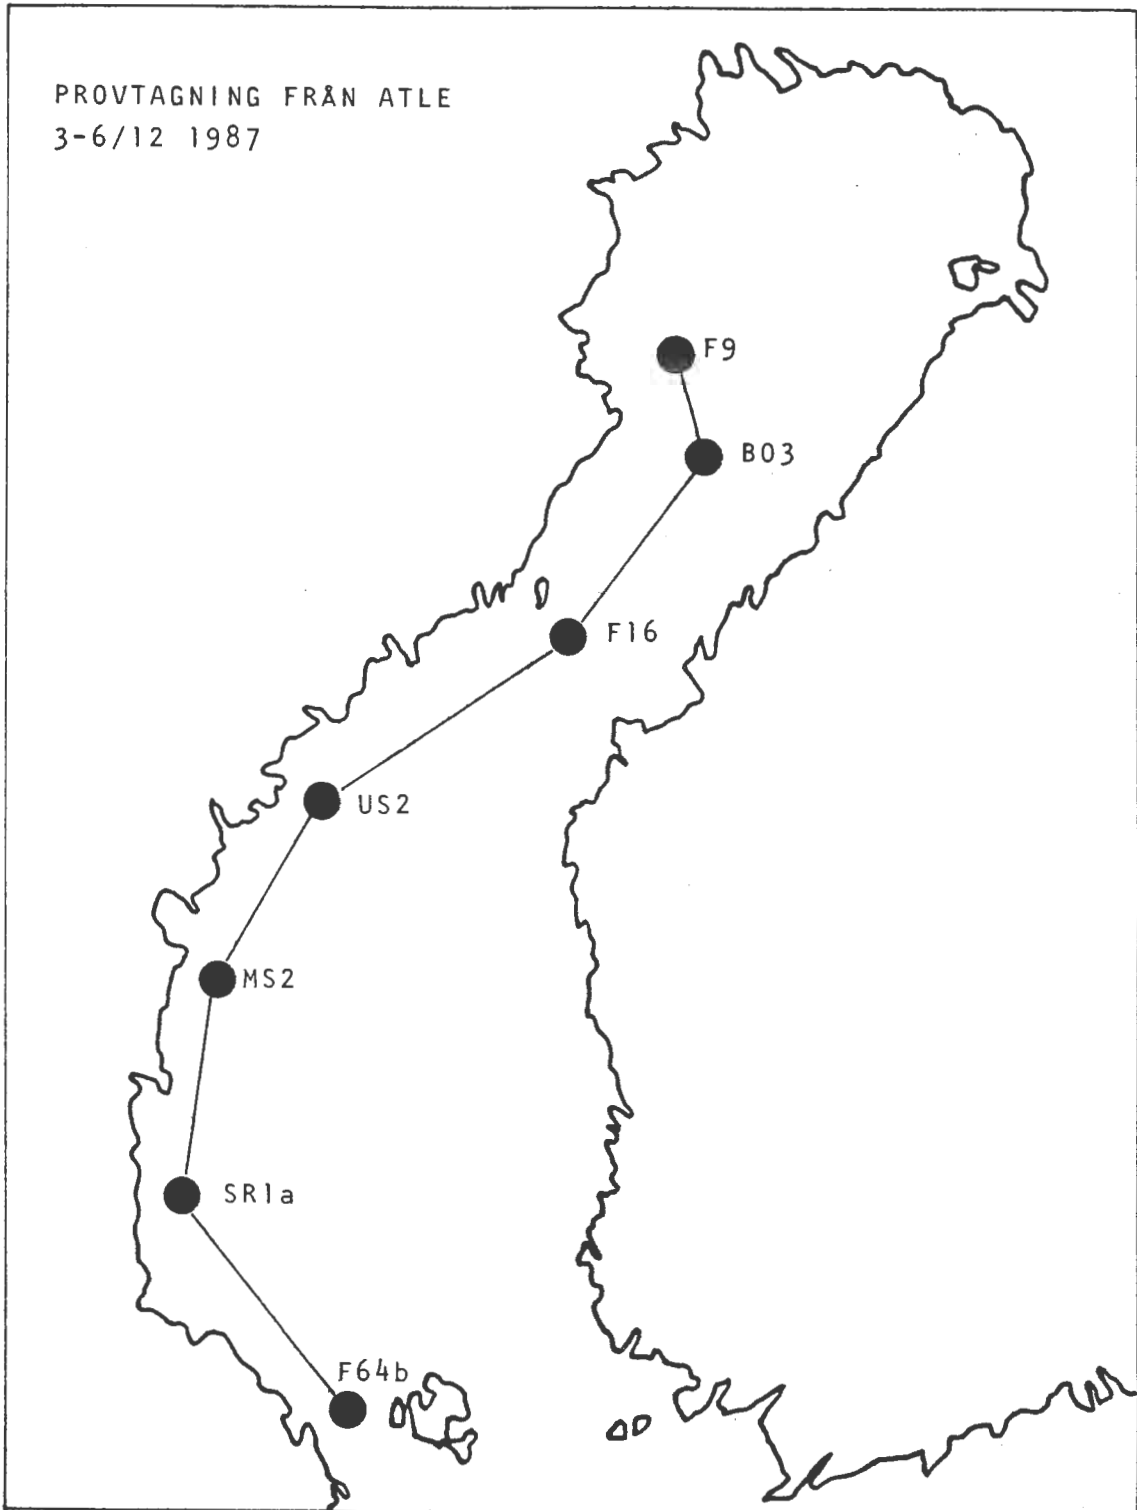 PROVTAGNING FRÅN ATLE
3-6/12 1987
F9
B03
F16
US2
MS2
SR1a
F64b